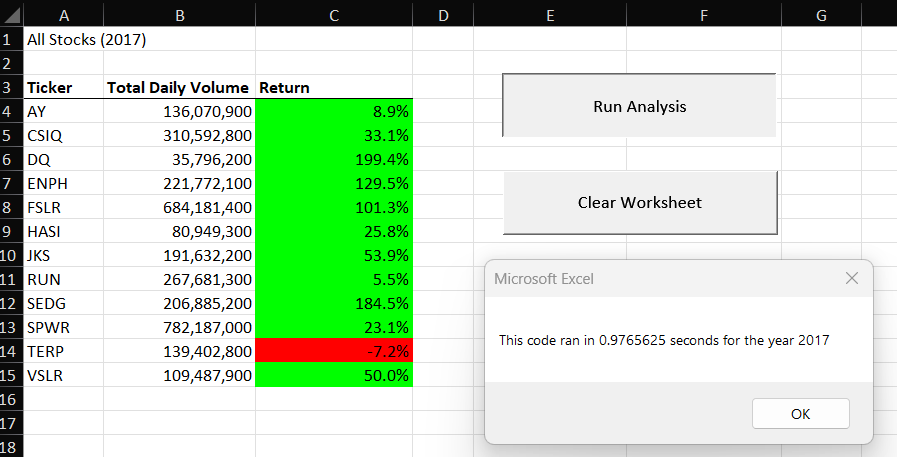 A B C D E F G
1 All Stocks (2017)
2
3 Ticker Total Daily Volume Return
4 AY 136,070,900 8.9%
5 CSIQ 310,592,800 33.1%
6 DQ 35,796,200 199.4%
7 ENPH 221,772,100 129.5%
8 FSLR 684,181,400 101.3%
9 HASI 80,949,300 25.8%
10 JKS 191,632,200 53.9%
11 RUN 267,681,300 5.5%
12 SEDG 206,885,200 184.5%
13 SPWR 782,187,000 23.1%
14 TERP 139,402,800 -7.2%
15 VSLR 109,487,900 50.0%
16
17
18
Run Analysis
Clear Worksheet
Microsoft Excel
This code ran in 0.9765625 seconds for the year 2017
OK